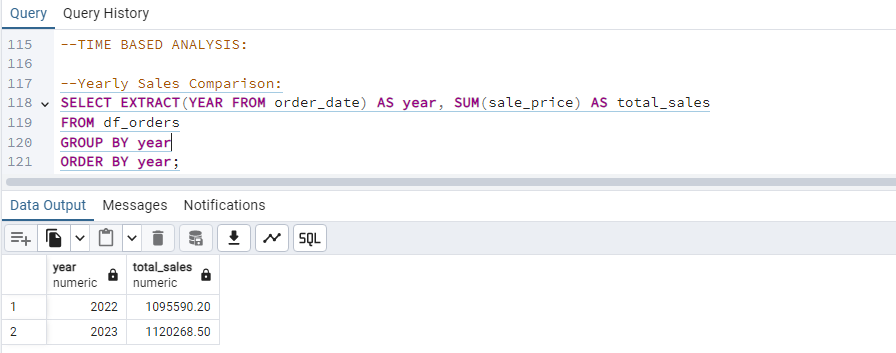 Query Query History
115 --TIME BASED ANALYSIS:
116
117 --Yearly Sales Comparison:
118 SELECT EXTRACT(YEAR FROM order_date) AS year, SUM(sale_price) AS total_sales
119 FROM df_orders
120 GROUP BY year
121 ORDER BY year;
Data Output Messages Notifications
SQL
year total_sales
numeric numeric
1 2022 1095590.20
2 2023 1120268.50